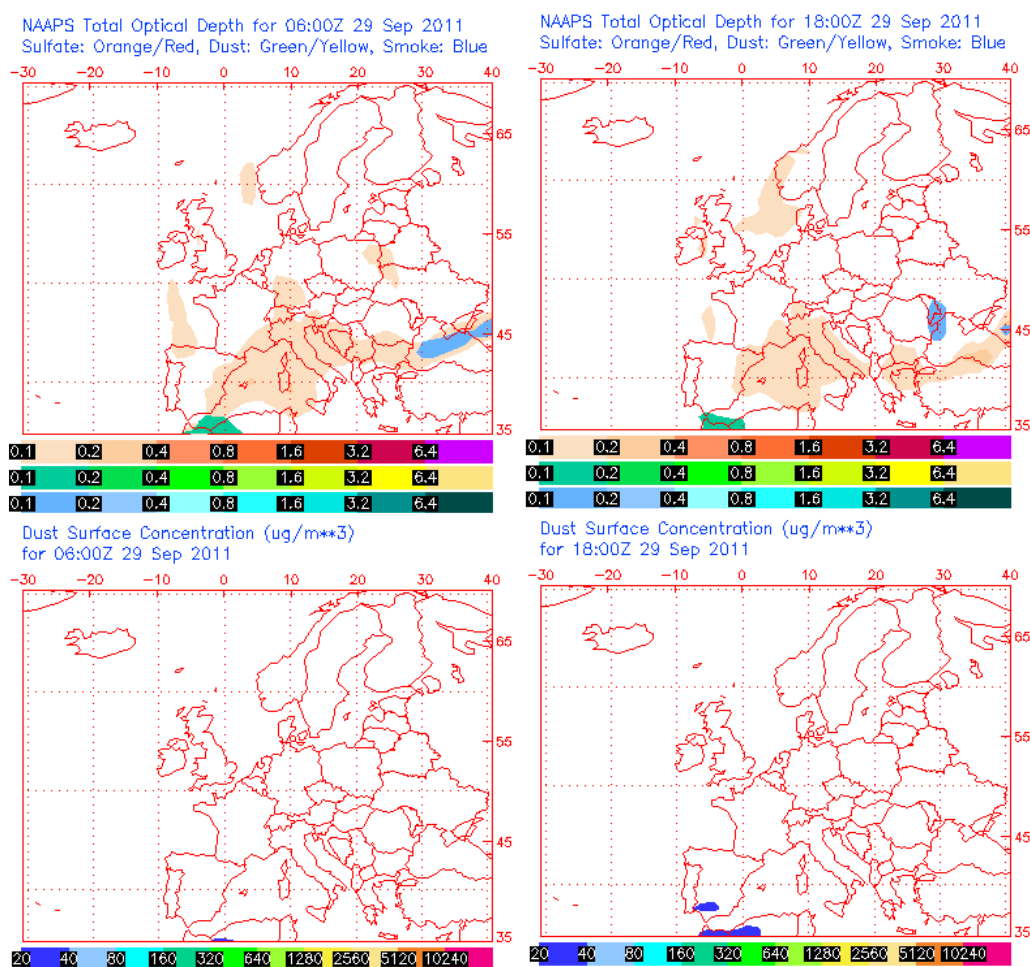 NAAPS Total Optical Depth for 06:00Z 29 Sep 2011
Sulfate: Orange/Red, Dust: Green/Yellow, Smoke: Blue
-30 -20 -10 0 10 20 30 40
65
55
45
35
0.1 0.2 0.4 0.8 1.6 3.2 6.4
0.1 0.2 0.4 0.8 1.6 3.2 6.4
0.1 0.2 0.4 0.8 1.6 3.2 6.4
NAAPS Total Optical Depth for 18:00Z 29 Sep 2011
Sulfate: Orange/Red, Dust: Green/Yellow, Smoke: Blue
-30 -20 -10 0 10 20 30 40
65
55
45
35
0.1 0.2 0.4 0.8 1.6 3.2 6.4
0.1 0.2 0.4 0.8 1.6 3.2 6.4
0.1 0.2 0.4 0.8 1.6 3.2 6.4
Dust Surface Concentration (ug/m**3)
for 06:00Z 29 Sep 2011
-30 -20 -10 0 10 20 30 40
65
55
45
35
20 40 80 160 320 640 1280 2560 5120 10240
Dust Surface Concentration (ug/m**3)
for 18:00Z 29 Sep 2011
-30 -20 -10 0 10 20 30 40
65
55
45
35
20 40 80 160 320 640 1280 2560 5120 10240